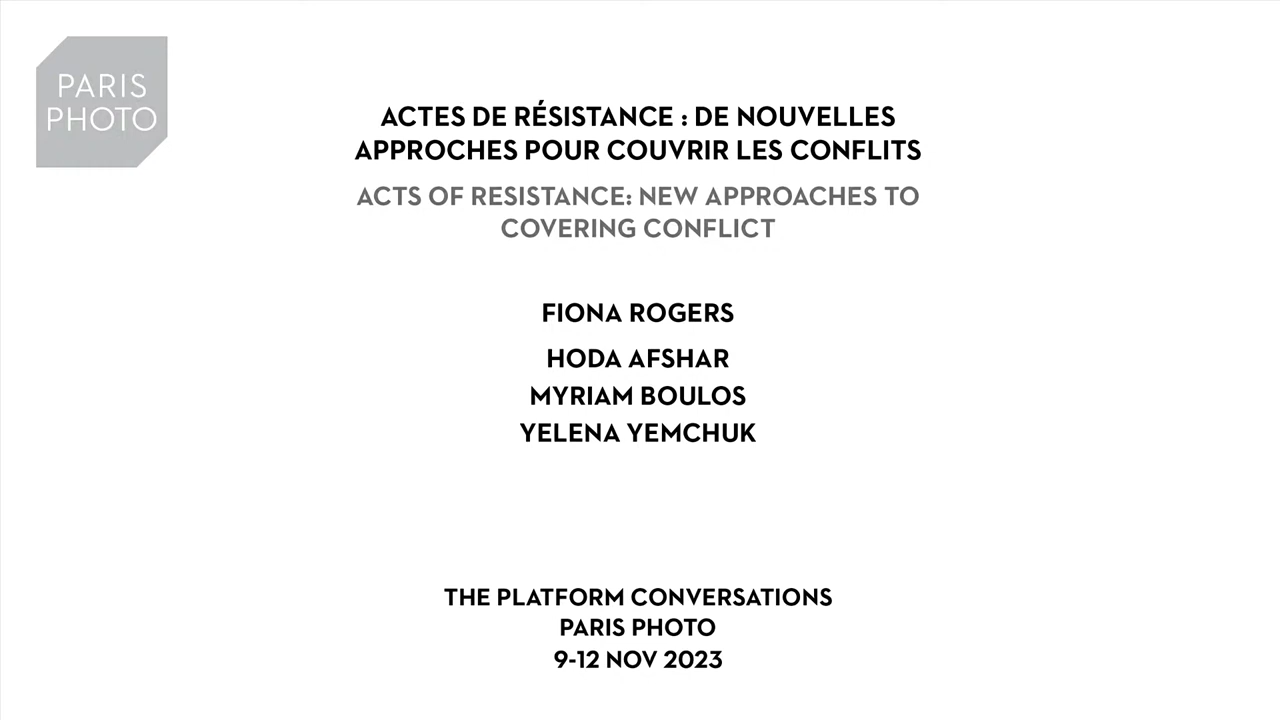 PARIS
PHOTO
ACTES DE RÉSISTANCE : DE NOUVELLES
APPROCHES POUR COUVRIR LES CONFLITS
ACTS OF RESISTANCE: NEW APPROACHES TO
COVERING CONFLICT
FIONA ROGERS
HODA AFSHAR
MYRIAM BOULOS
YELENA YEMCHUK
THE PLATFORM CONVERSATIONS
PARIS PHOTO
9-12 NOV 2023